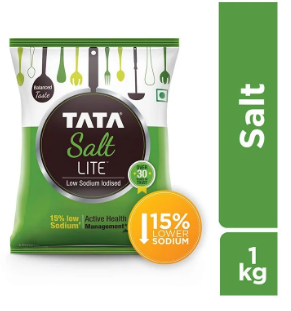 Balanced
Taste
TATA
Salt
LITE
Low Sodium Iodised
OVER
30
15% low
Sodium*
Active Health
Management*
15%
LOWER
SODIUM
Salt
1
kg